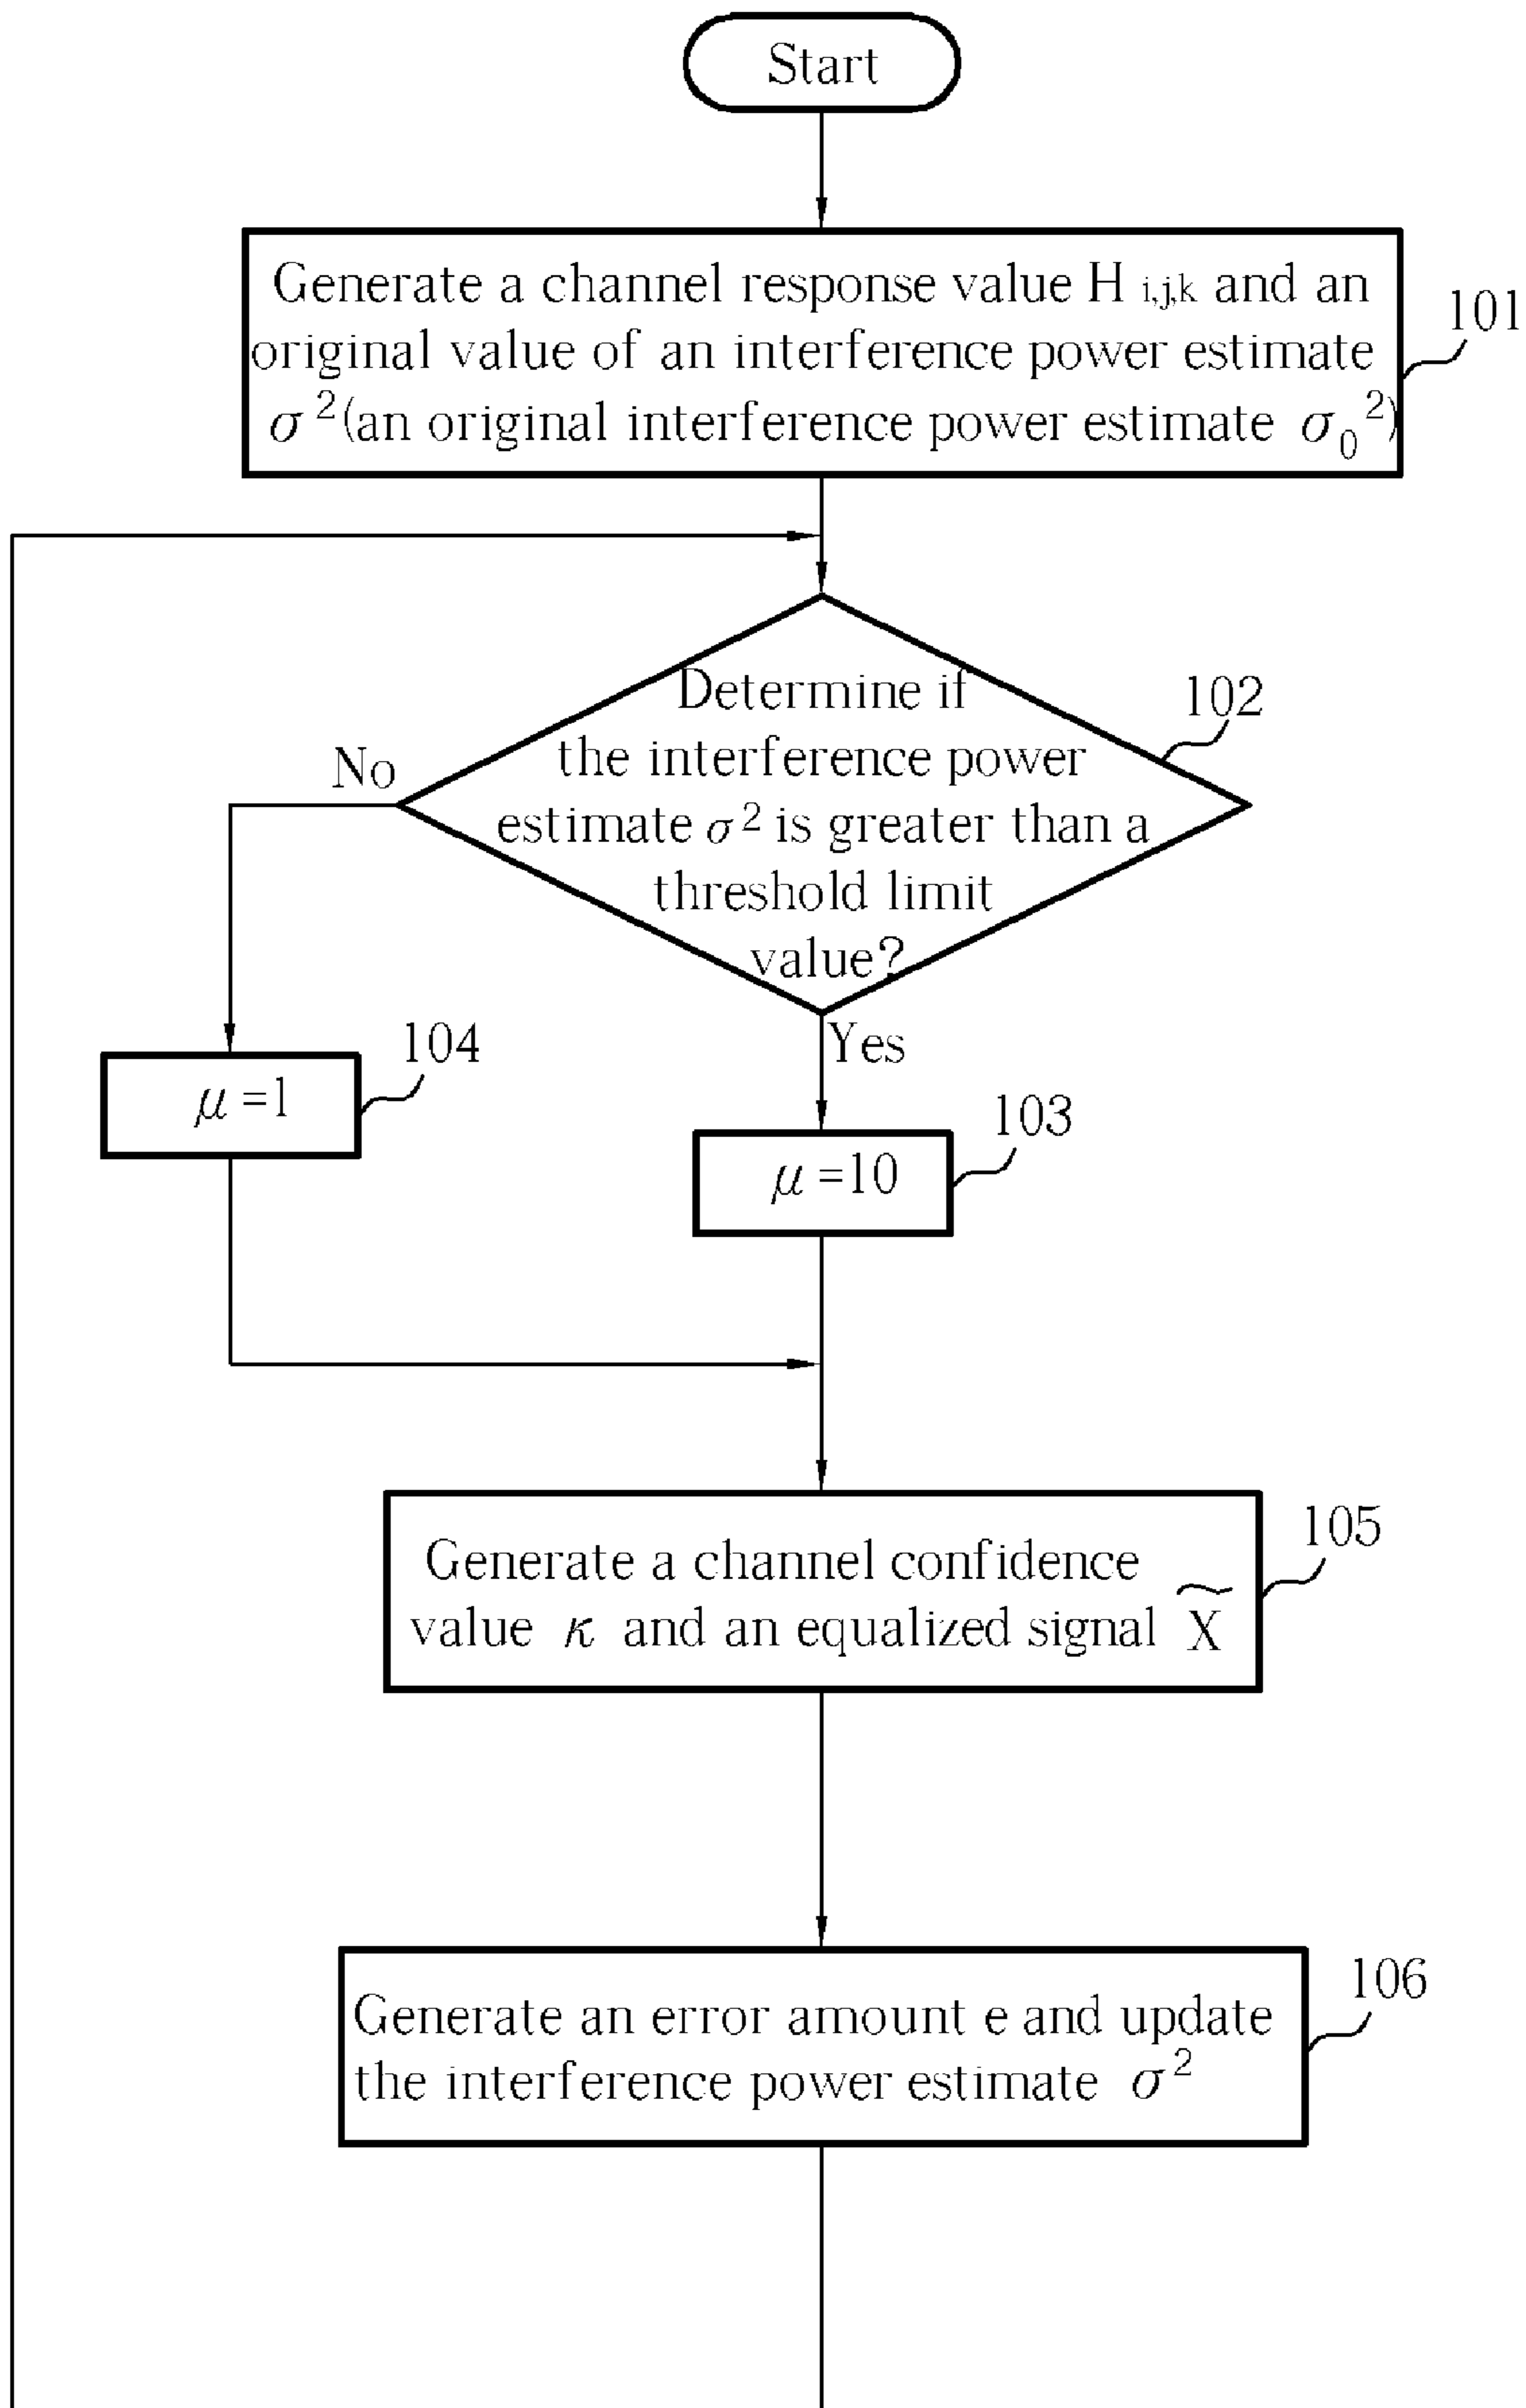 Start
Generate a channel response value H i,j,k and an
original value of an interference power estimate
σ² (an original interference power estimate σ₀²)
101
Determine if
the interference power
estimate σ² is greater than a
threshold limit
value?
102
No
Yes
μ=1
104
μ=10
103
Generate a channel confidence
value κ and an equalized signal X̃
105
Generate an error amount e and update
the interference power estimate σ²
106